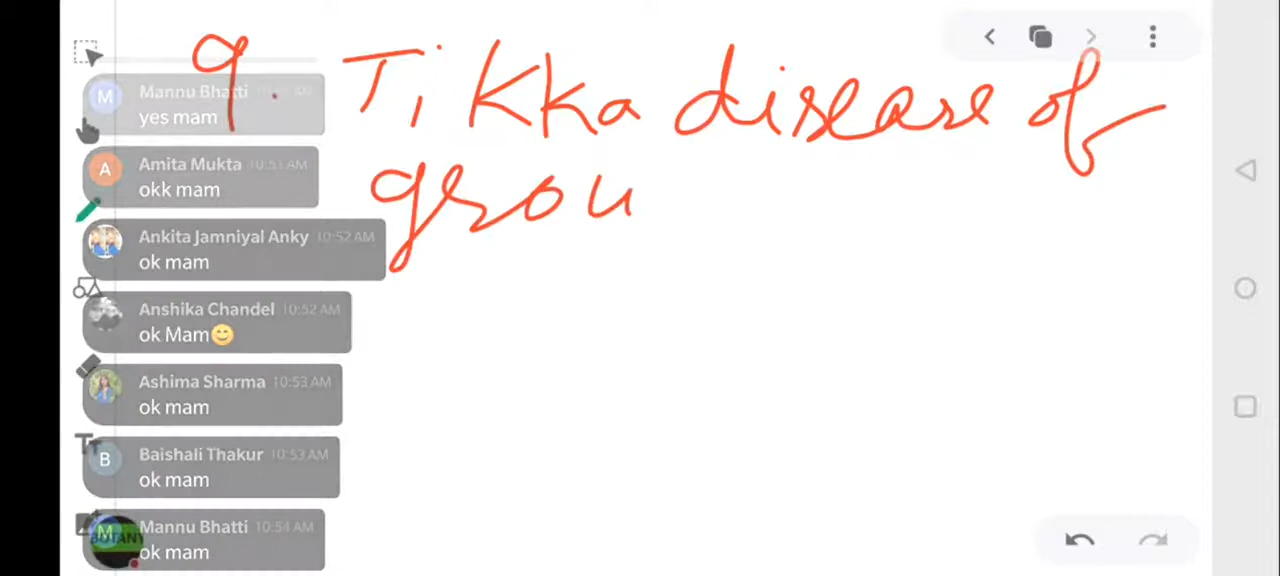 9. Tikka disease of
grou
Mannu Bhatti
yes mam
Amita Mukta 10:51 AM
okk mam
Ankita Jamniyal Anky 10:52 AM
ok mam
Anshika Chandel 10:52 AM
ok Mam😊
Ashima Sharma 10:53 AM
ok mam
Baishali Thakur 10:53 AM
ok mam
Mannu Bhatti 10:54 AM
ok mam
M
A
B
M
BOTANY
Tт